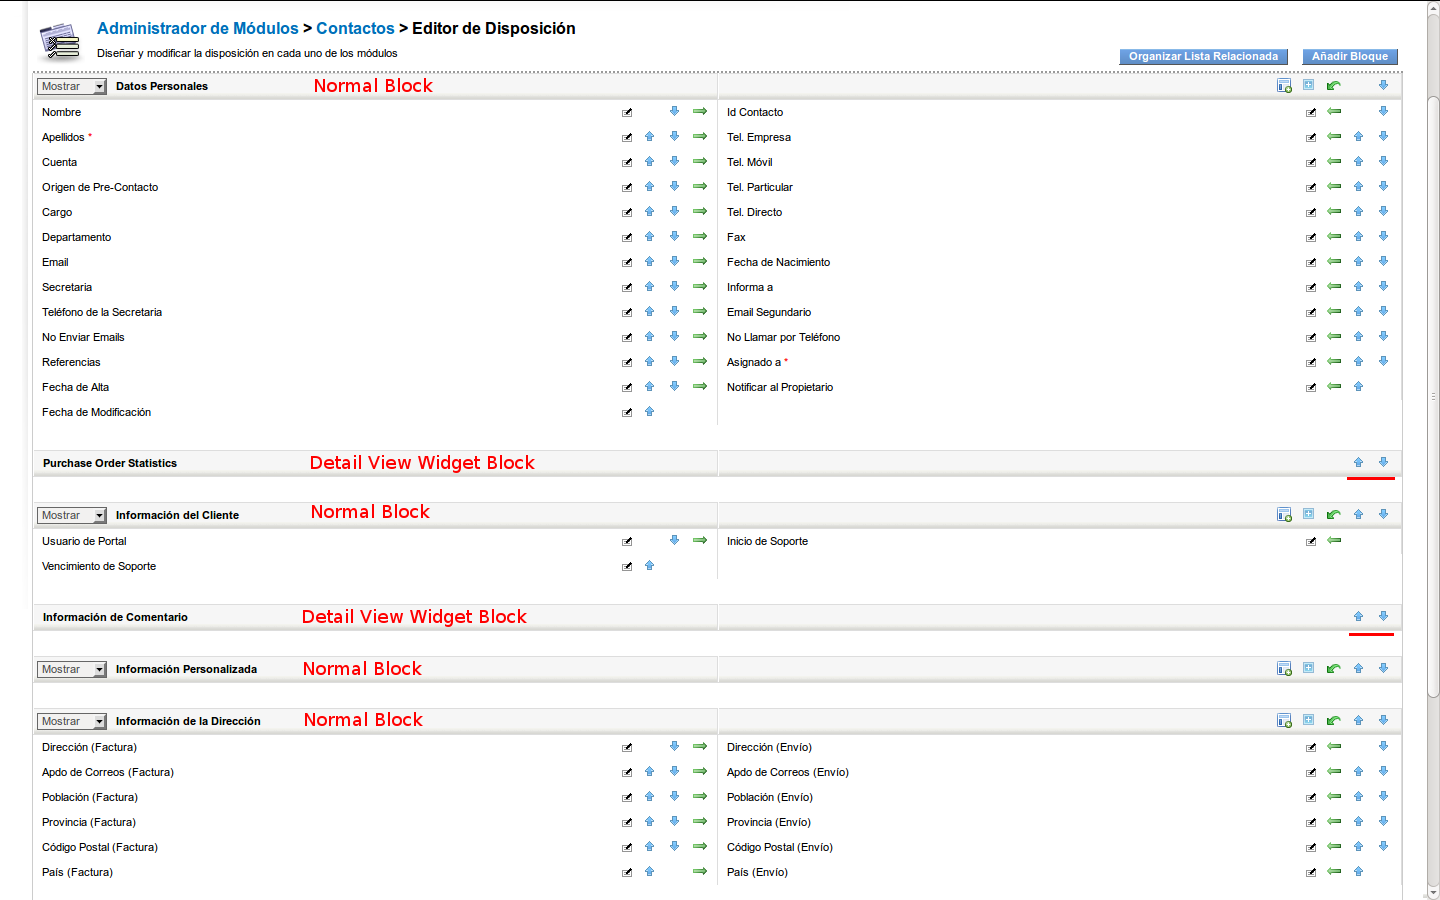 Administrador de Módulos > Contactos > Editor de Disposición
Diseñar y modificar la disposición en cada uno de los módulos
Organizar Lista Relacionada Añadir Bloque
Mostrar Datos Personales Normal Block
Nombre Id Contacto
Apellidos * Tel. Empresa
Cuenta Tel. Móvil
Origen de Pre-Contacto Tel. Particular
Cargo Tel. Directo
Departamento Fax
Email Fecha de Nacimiento
Secretaria Informa a
Teléfono de la Secretaria Email Segundario
No Enviar Emails No Llamar por Teléfono
Referencias Asignado a *
Fecha de Alta Notificar al Propietario
Fecha de Modificación
Purchase Order Statistics Detail View Widget Block
Mostrar Información del Cliente Normal Block
Usuario de Portal Inicio de Soporte
Vencimiento de Soporte
Información de Comentario Detail View Widget Block
Mostrar Información Personalizada Normal Block
Mostrar Información de la Dirección Normal Block
Dirección (Factura) Dirección (Envío)
Apdo de Correos (Factura) Apdo de Correos (Envío)
Población (Factura) Población (Envío)
Provincia (Factura) Provincia (Envío)
Código Postal (Factura) Código Postal (Envío)
País (Factura) País (Envío)